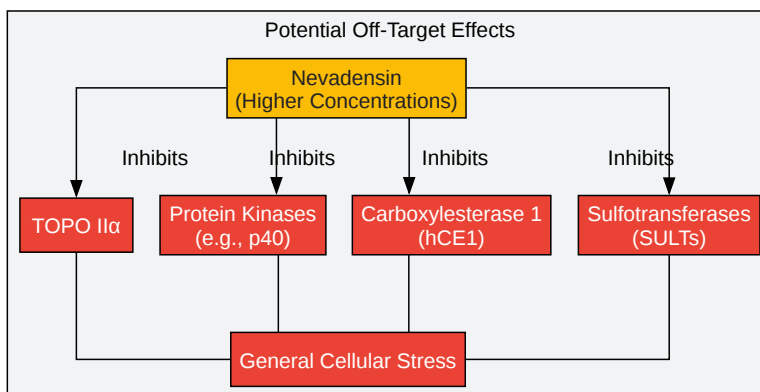 Potential Off-Target Effects
Nevadensin
(Higher Concentrations)
Inhibits
Inhibits
Inhibits
Inhibits
TOPO IIα
Protein Kinases
(e.g., p40)
Carboxylesterase 1
(hCE1)
Sulfotransferases
(SULTs)
General Cellular Stress